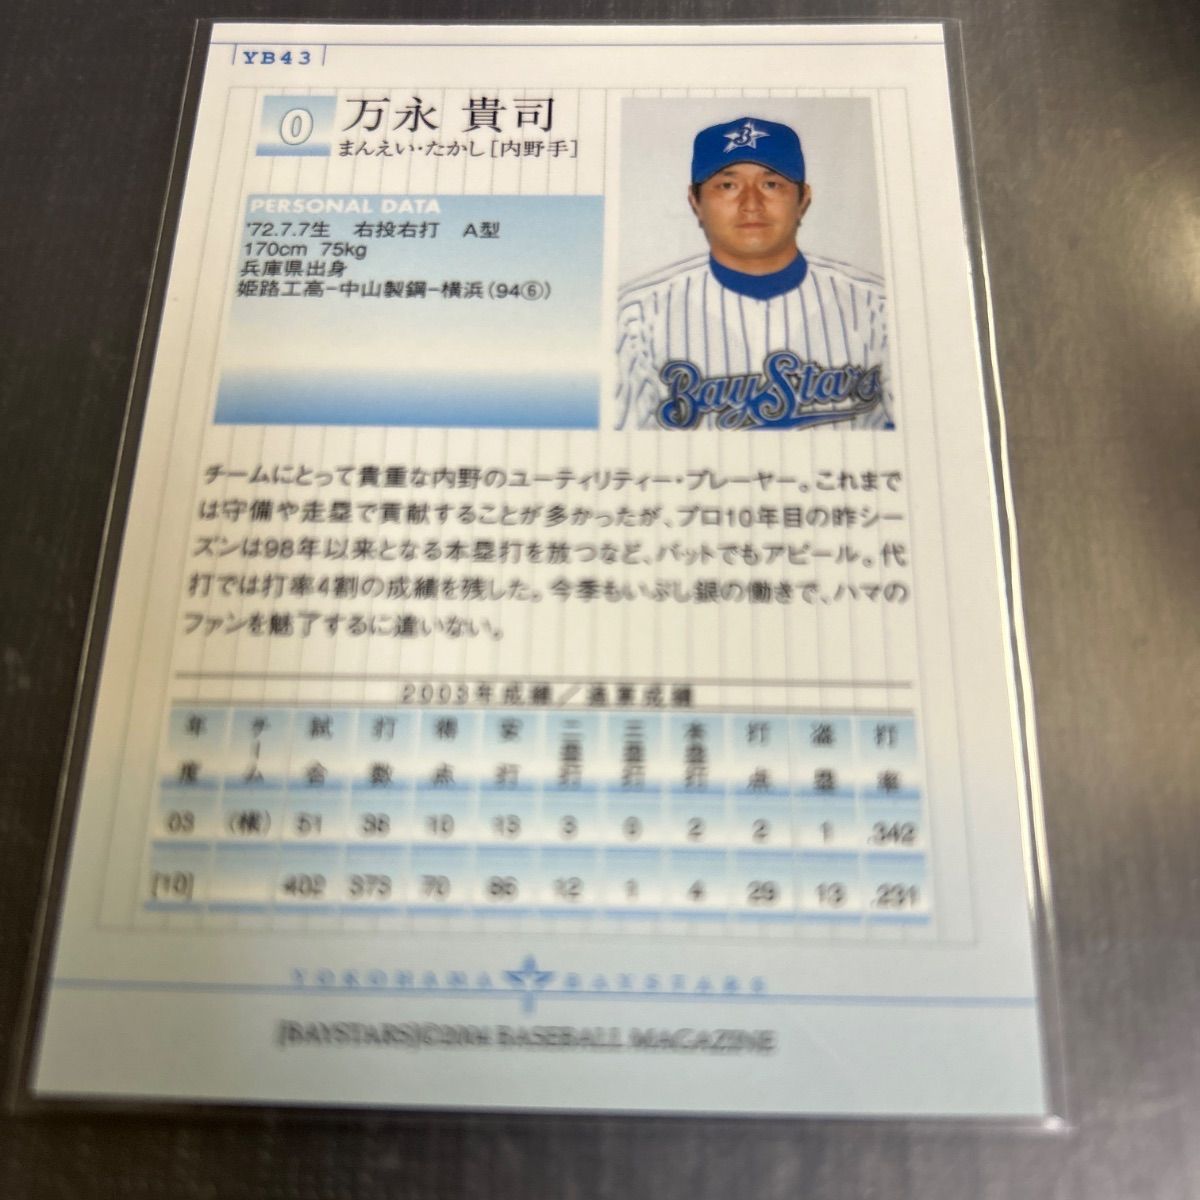 YB43
0
万永 貴司
まんえい・たかし[内野手]
PERSONAL DATA
'72.7.7生 右投右打 A型
170cm 75kg
兵庫県出身
姫路工高-中山製鋼-横浜(94⑥)
BayStars
チームにとって貴重な内野のユーティリティー・プレーヤー。これまで
は守備や走塁で貢献することが多かったが、プロ10年目の昨シー
ズンは98年以来となる本塁打を放つなど、バットでもアピール。代
打では打率4割の成績を残した。今季もいぶし銀の働きで、ハマの
ファンを魅了するに違いない。
2003年成績/通算成績
年度 チーム 試合 打数 得点 安打 二塁打 三塁打 本塁打 打点 盗塁 打率
03 (横) 51 38 10 13 3 0 2 2 1 .342
[10] 402 373 70 86 12 1 4 29 13 .231
YOKOHAMA BAYSTARS
[BAYSTARS]©2004 BASEBALL MAGAZINE